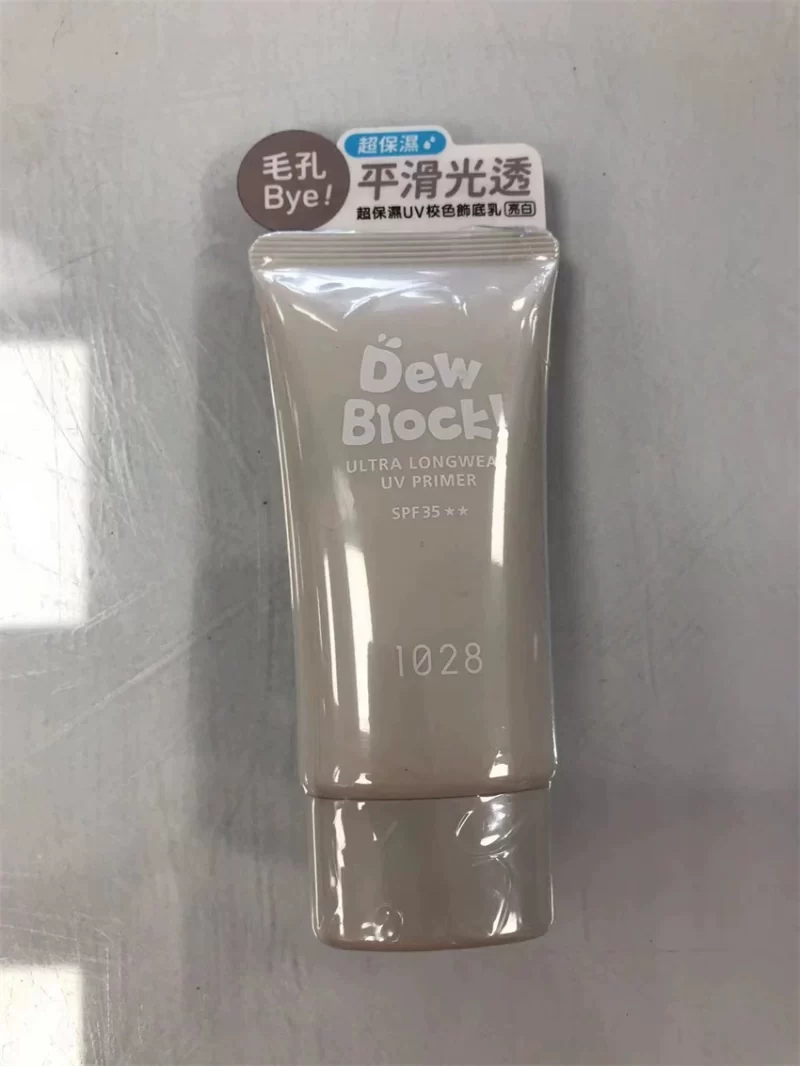 毛孔
Bye!
超保濕
平滑光透
超保濕UV校色飾底乳 亮白
Dew
Block!
ULTRA LONGWEA
UV PRIMER
SPF35★★
1028